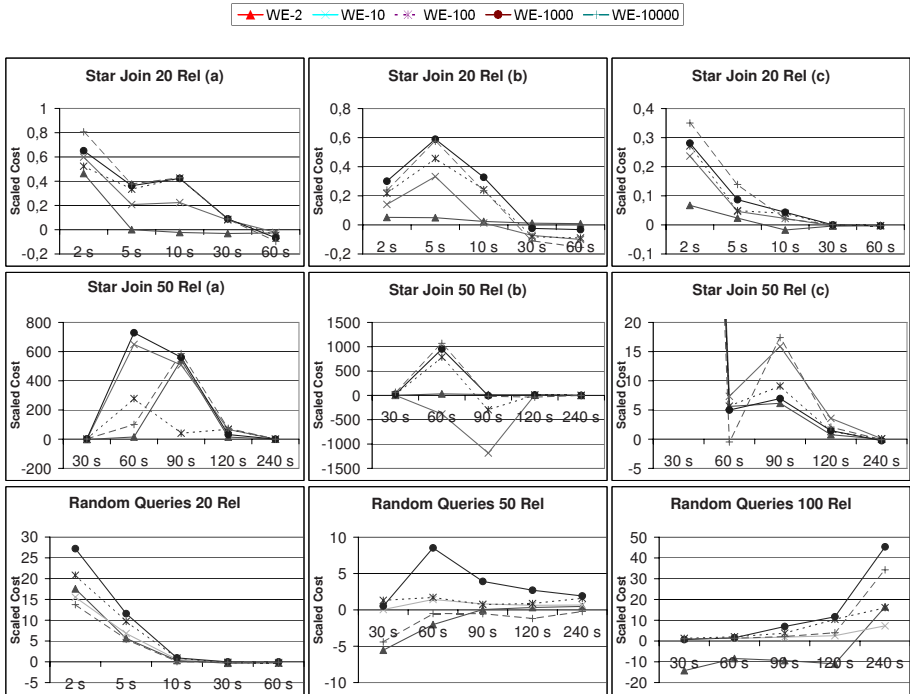 WE-2 WE-10 WE-100 WE-1000 WE-10000
Star Join 20 Rel (a)
Scaled Cost
1
0,8
0,6
0,4
0,2
0
-0,2
2 s 5 s 10 s 30 s 60 s
Star Join 20 Rel (b)
Scaled Cost
0,8
0,6
0,4
0,2
0
-0,2
2 s 5 s 10 s 30 s 60 s
Star Join 20 Rel (c)
Scaled Cost
0,4
0,3
0,2
0,1
0
-0,1
2 s 5 s 10 s 30 s 60 s
Star Join 50 Rel (a)
Scaled Cost
800
600
400
200
0
-200
30 s 60 s 90 s 120 s 240 s
Star Join 50 Rel (b)
Scaled Cost
1500
1000
500
0
-500
-1000
-1500
30 s 60 s 90 s 120 s 240 s
Star Join 50 Rel (c)
Scaled Cost
20
15
10
5
0
-5
30 s 60 s 90 s 120 s 240 s
Random Queries 20 Rel
Scaled Cost
30
25
20
15
10
5
0
-5
2 s 5 s 10 s 30 s 60 s
Random Queries 50 Rel
Scaled Cost
10
5
0
-5
-10
30 s 60 s 90 s 120 s 240 s
Random Queries 100 Rel
Scaled Cost
50
40
30
20
10
0
-10
-20
30 s 60 s 90 s 120 s 240 s